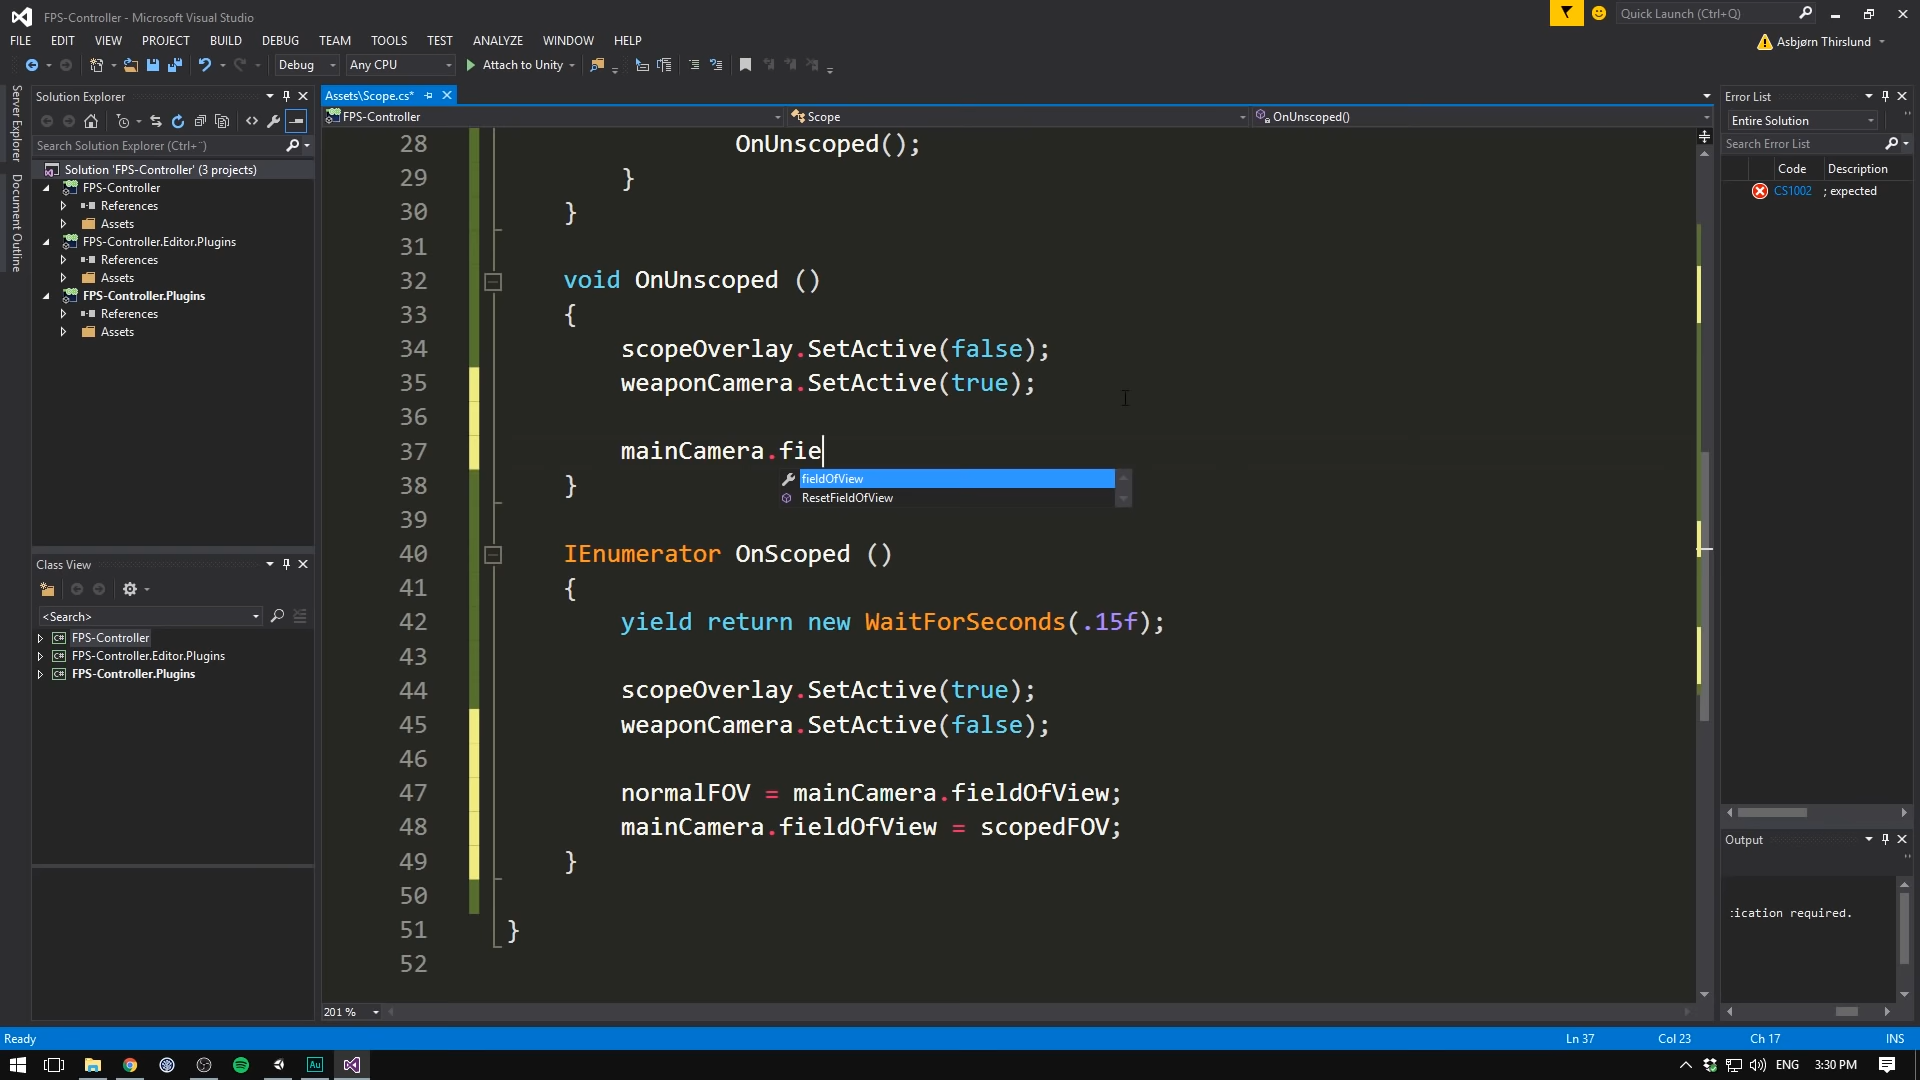 FPS-Controller - Microsoft Visual Studio
Quick Launch (Ctrl+Q)
FILE EDIT VIEW PROJECT BUILD DEBUG TEAM TOOLS TEST ANALYZE WINDOW HELP
Asbjørn Thirslund
Debug Any CPU Attach to Unity
Server Explorer
Document Outline
Solution Explorer
Search Solution Explorer (Ctrl+¨)
Solution 'FPS-Controller' (3 projects)
FPS-Controller
References
Assets
FPS-Controller.Editor.Plugins
References
Assets
FPS-Controller.Plugins
References
Assets
Class View
<Search>
FPS-Controller
FPS-Controller.Editor.Plugins
FPS-Controller.Plugins
Assets\Scope.cs*
FPS-Controller Scope OnUnscoped()
28 OnUnscoped();
29 }
30 }
31
32 void OnUnscoped ()
33 {
34 scopeOverlay.SetActive(false);
35 weaponCamera.SetActive(true);
36
37 mainCamera.fie
fieldOfView
ResetFieldOfView
38 }
39
40 IEnumerator OnScoped ()
41 {
42 yield return new WaitForSeconds(.15f);
43
44 scopeOverlay.SetActive(true);
45 weaponCamera.SetActive(false);
46
47 normalFOV = mainCamera.fieldOfView;
48 mainCamera.fieldOfView = scopedFOV;
49 }
50
51 }
52
201 %
Error List
Entire Solution
Search Error List
Code Description
CS1002 ; expected
Output
:ication required.
Ready Ln 37 Col 23 Ch 17 INS
Au
ENG 3:30 PM